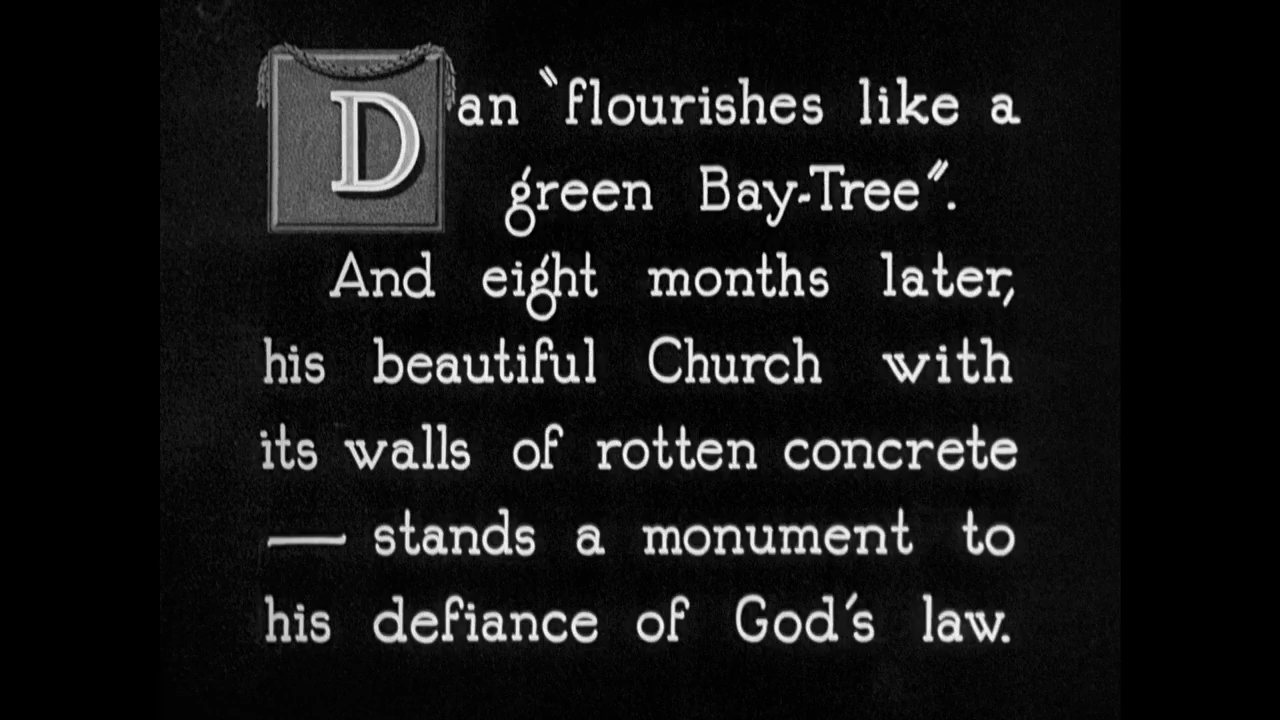 Dan "flourishes like a
green Bay-Tree".
And eight months later,
his beautiful Church with
its walls of rotten concrete
— stands a monument to
his defiance of God's law.